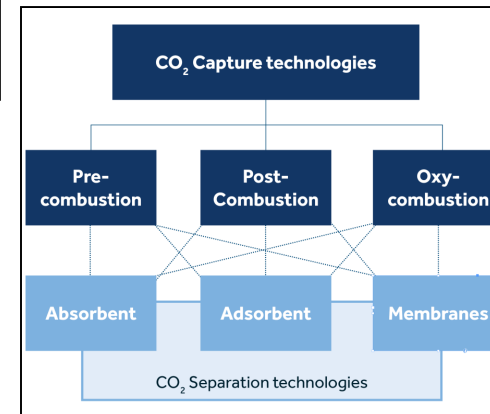 CO₂ Capture technologies
Pre-
combustion
Post-
Combustion
Oxy-
combustion
Absorbent
Adsorbent
Membranes
CO₂ Separation technologies